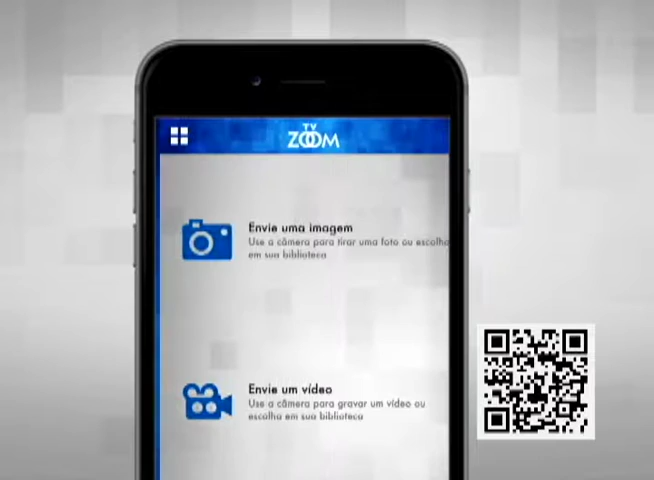 TV
ZOOM
Envie uma imagem
Use a câmera para tirar uma foto ou escolha
em sua biblioteca
Envie um vídeo
Use a câmera para gravar um vídeo ou
escolha em sua biblioteca